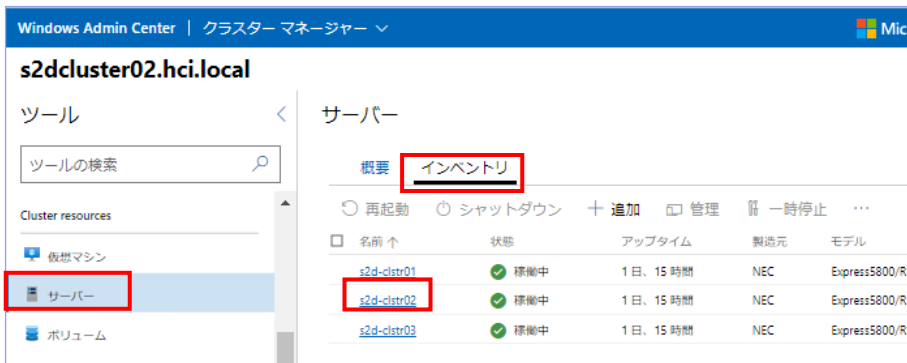 Windows Admin Center | クラスター マネージャー
Mic
s2dcluster02.hci.local
ツール
ツールの検索
Cluster resources
仮想マシン
サーバー
ボリューム
サーバー
概要 インベントリ
再起動 シャットダウン 追加 管理 一時停止 …
名前 状態 アップタイム 製造元 モデル
s2d-clstr01 稼働中 1 日、15 時間 NEC Express5800/R
s2d-clstr02 稼働中 1 日、15 時間 NEC Express5800/R
s2d-clstr03 稼働中 1 日、15 時間 NEC Express5800/R